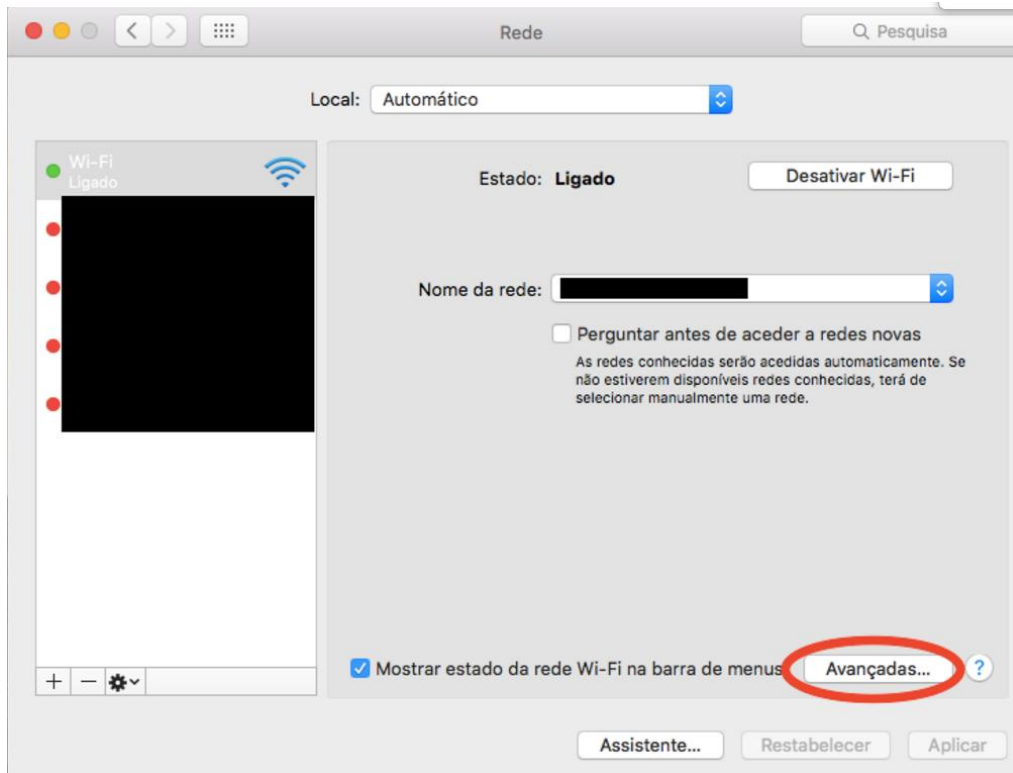 Rede
Pesquisa
Local: Automático
Wi-Fi
Ligado
Estado: Ligado
Desativar Wi-Fi
Nome da rede:
Perguntar antes de aceder a redes novas
As redes conhecidas serão acedidas automaticamente. Se
não estiverem disponíveis redes conhecidas, terá de
selecionar manualmente uma rede.
Mostrar estado da rede Wi-Fi na barra de menus
Avançadas...
?
Assistente...
Restabelecer
Aplicar